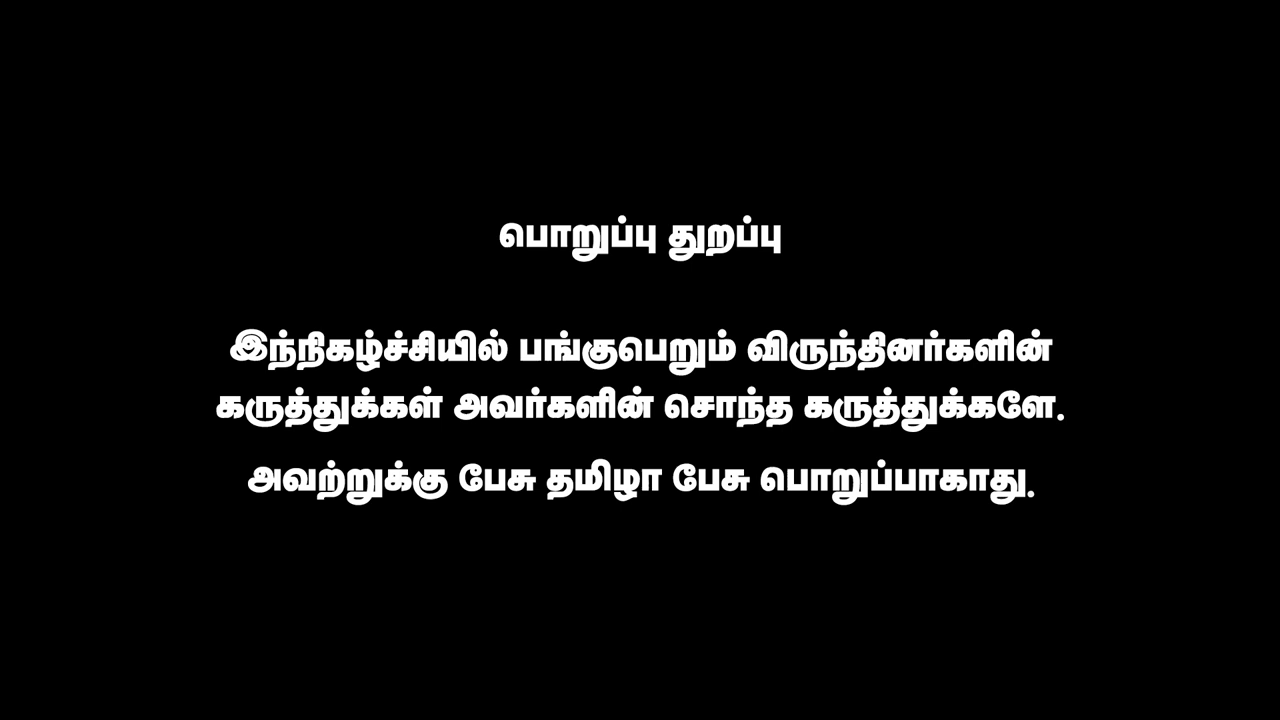 பொறுப்பு துறப்பு
இந்நிகழ்ச்சியில் பங்குபெறும் விருந்தினர்களின்
கருத்துக்கள் அவர்களின் சொந்த கருத்துக்களே.
அவற்றுக்கு பேசு தமிழா பேசு பொறுப்பாகாது.